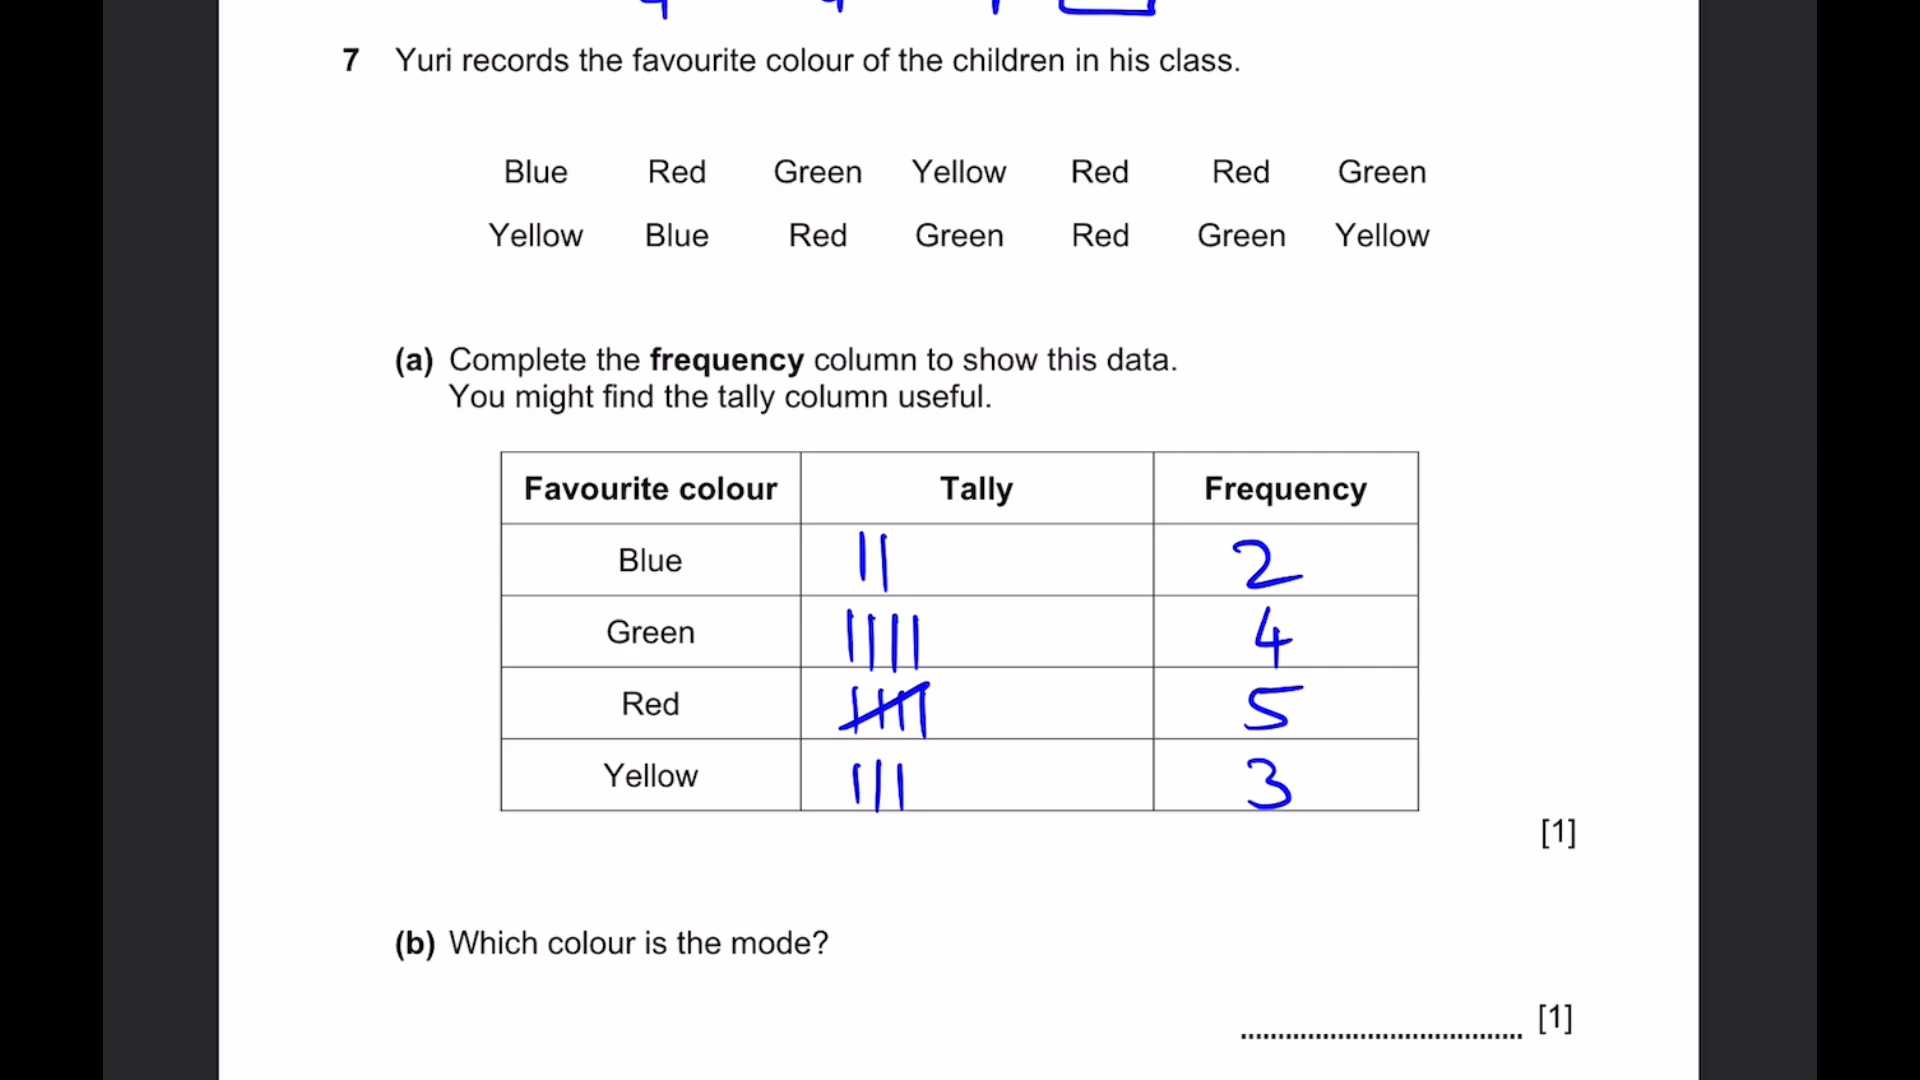 7 Yuri records the favourite colour of the children in his class.
Blue Red Green Yellow Red Red Green
Yellow Blue Red Green Red Green Yellow
(a) Complete the frequency column to show this data.
You might find the tally column useful.
Favourite colour Tally Frequency
Blue || 2
Green |||| 4
Red 5
Yellow ||| 3
[1]
(b) Which colour is the mode?
.................................... [1]